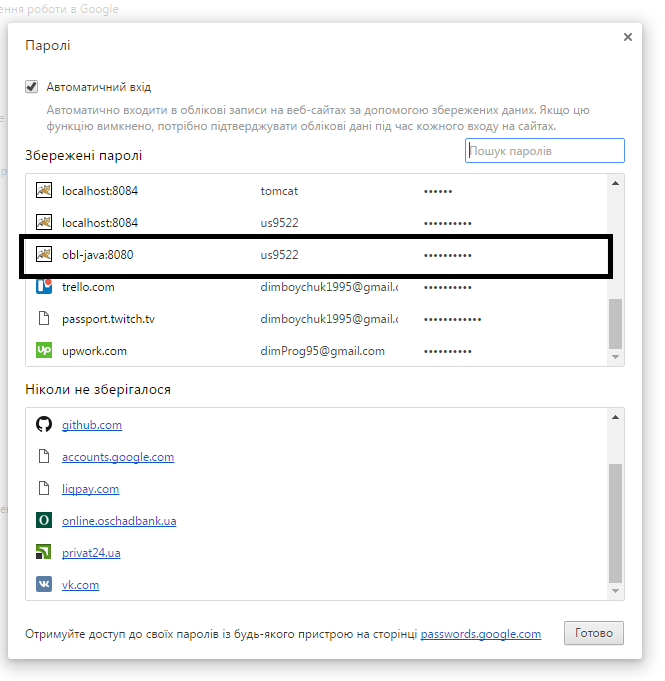 ення роботи в Google
Паролі
Автоматичний вхід
Автоматично входити в облікові записи на веб-сайтах за допомогою збережених даних. Якщо цю
функцію вимкнено, потрібно підтверджувати облікові дані під час кожного входу на сайтах.
Збережені паролі
Пошук паролів
localhost:8084 tomcat ••••••
localhost:8084 us9522 ••••••••••
obl-java:8080 us9522 ••••••••••
trello.com dimboychuk1995@gmail.c ••••••••••
passport.twitch.tv dimboychuk1995@gmail.c ••••••••••••
upwork.com dimProg95@gmail.com ••••••••••
Ніколи не зберігалося
github.com
accounts.google.com
liqpay.com
online.oschadbank.ua
privat24.ua
vk.com
Отримуйте доступ до своїх паролів із будь-якого пристрою на сторінці passwords.google.com
Готово